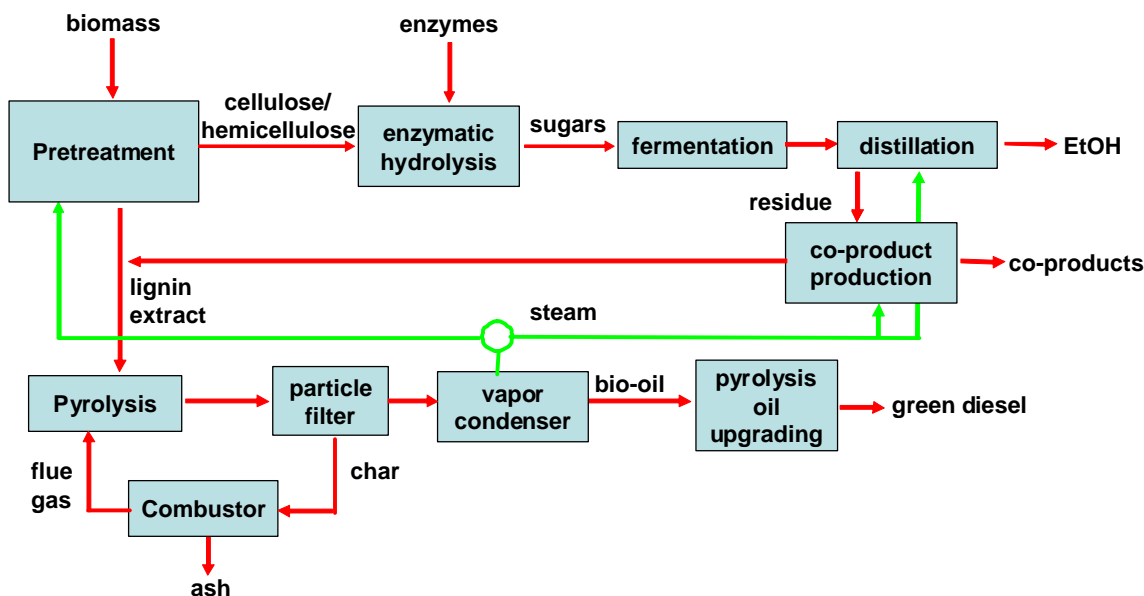 biomass
enzymes
Pretreatment
cellulose/
hemicellulose
enzymatic
hydrolysis
sugars
fermentation
distillation
EtOH
residue
co-product
production
co-products
lignin
extract
steam
Pyrolysis
particle
filter
vapor
condenser
bio-oil
pyrolysis
oil
upgrading
green diesel
flue
gas
char
Combustor
ash